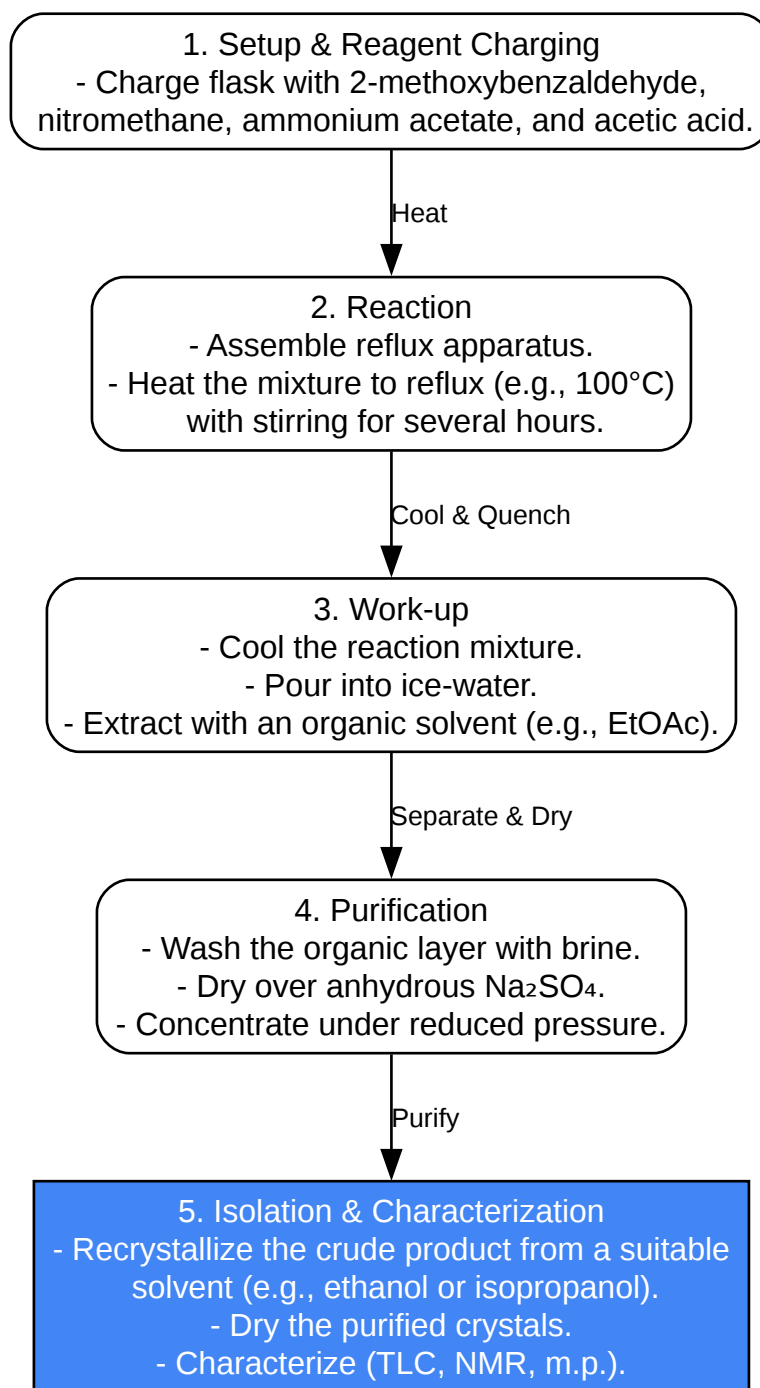 1. Setup & Reagent Charging
- Charge flask with 2-methoxybenzaldehyde,
nitromethane, ammonium acetate, and acetic acid.
Heat
2. Reaction
- Assemble reflux apparatus.
- Heat the mixture to reflux (e.g., 100°C)
with stirring for several hours.
Cool & Quench
3. Work-up
- Cool the reaction mixture.
- Pour into ice-water.
- Extract with an organic solvent (e.g., EtOAc).
Separate & Dry
4. Purification
- Wash the organic layer with brine.
- Dry over anhydrous Na₂SO₄.
- Concentrate under reduced pressure.
Purify
5. Isolation & Characterization
- Recrystallize the crude product from a suitable
solvent (e.g., ethanol or isopropanol).
- Dry the purified crystals.
- Characterize (TLC, NMR, m.p.).